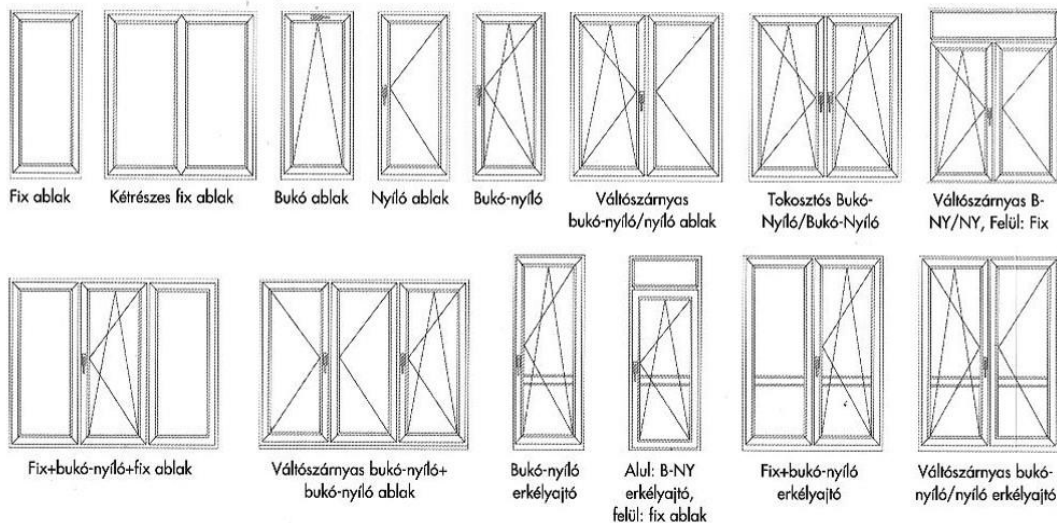 Fix ablak
Kétrészes fix ablak
Bukó ablak
Nyíló ablak
Bukó-nyíló
Váltószárnyas
bukó-nyíló/nyíló ablak
Tokosztós Bukó-
Nyíló/Bukó-Nyíló
Váltószárnyas B-
NY/NY, Felül: Fix
Fix+bukó-nyíló+fix ablak
Váltószárnyas bukó-nyíló+
bukó-nyíló ablak
Bukó-nyíló
erkélyajtó
Alul: B-NY
erkélyajtó,
felül: fix ablak
Fix+bukó-nyíló
erkélyajtó
Váltószárnyas bukó-
nyíló/nyíló erkélyajtó